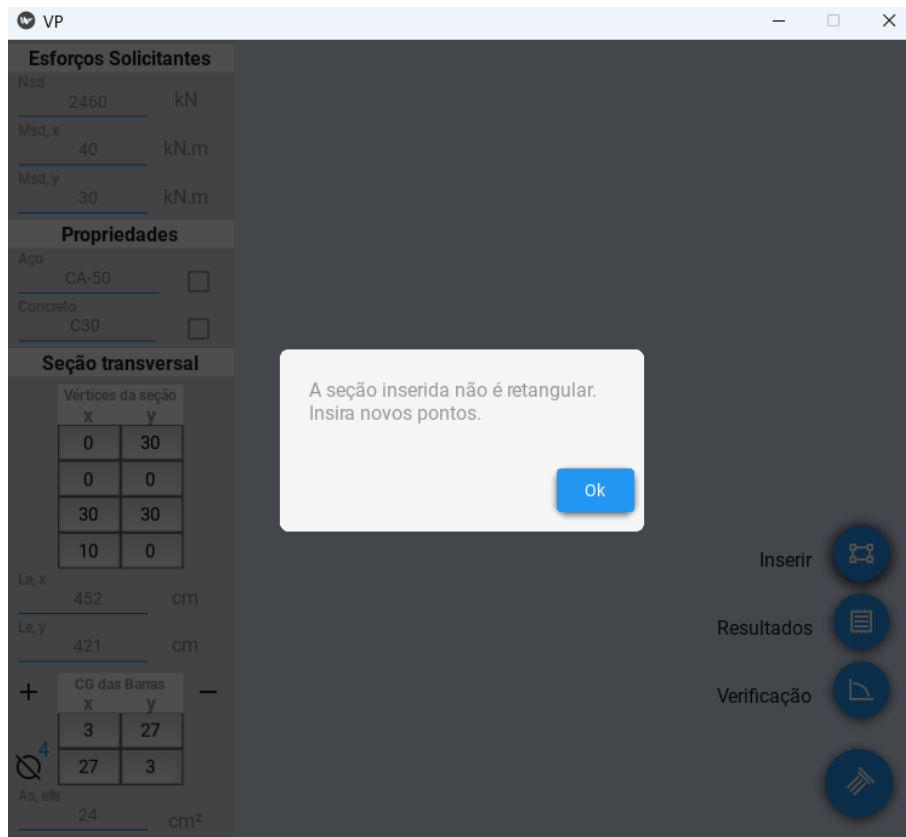 VP
Esforços Solicitantes
Nsd
2460 kN
Msd, x
40 kN.m
Msd, y
30 kN.m
Propriedades
Aço
CA-50
Concreto
C30
Seção transversal
Vértices da seção
x y
0 30
0 0
30 30
10 0
Le, x
452 cm
Le, y
421 cm
CG das Barras
x y
+ −
3 27
4
27 3
As, efe
24 cm²
A seção inserida não é retangular.
Insira novos pontos.
Ok
Inserir
Resultados
Verificação